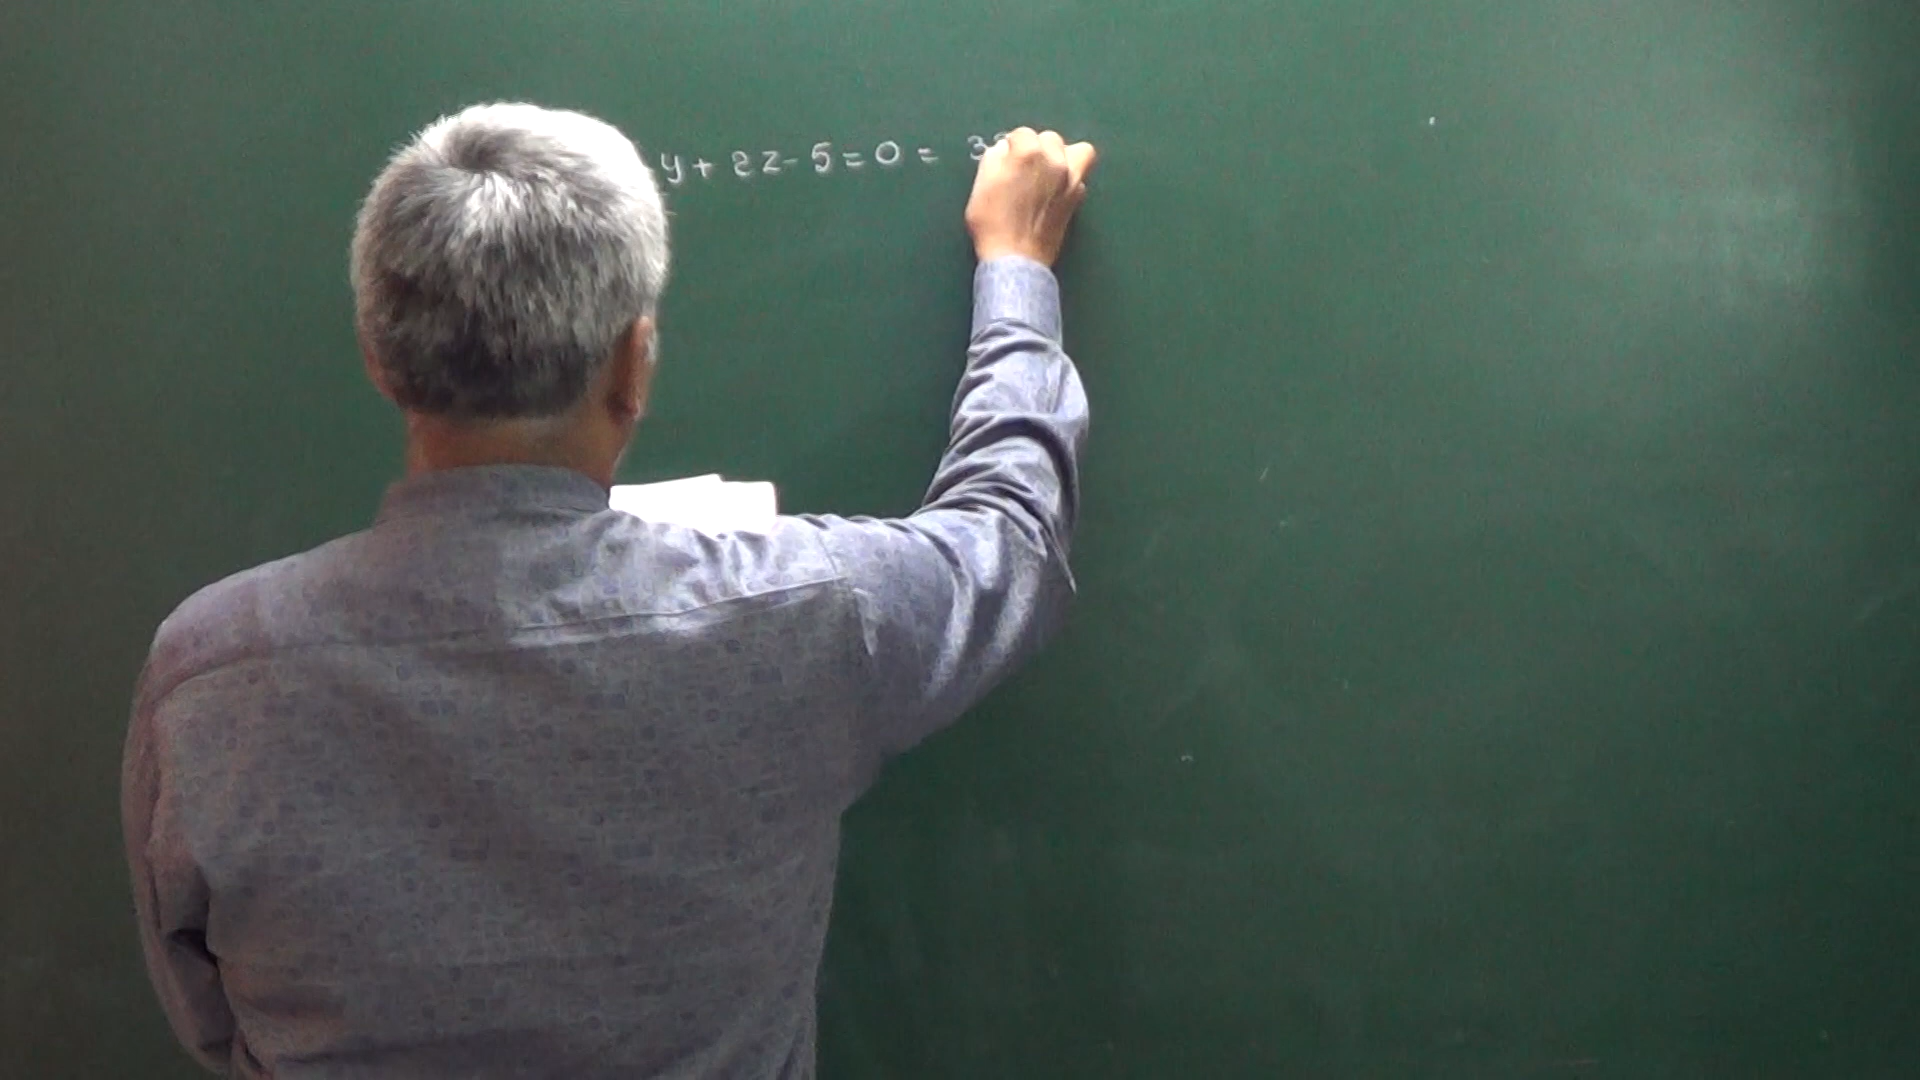 y + 2z - 5 = 0 = 3